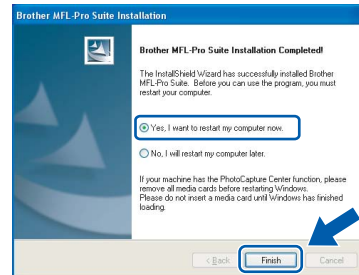 Brother MFL-Pro Suite Installation
Brother MFL-Pro Suite Installation Completed!
The InstallShield Wizard has successfully installed Brother
MFL-Pro Suite. Before you can use the program, you must
restart your computer.
Yes, I want to restart my computer now.
No, I will restart my computer later.
If your machine has the PhotoCapture Center function, please
remove all media cards before restarting Windows.
Please do not insert a media card until Windows has finished
loading.
< Back
Finish
Cancel